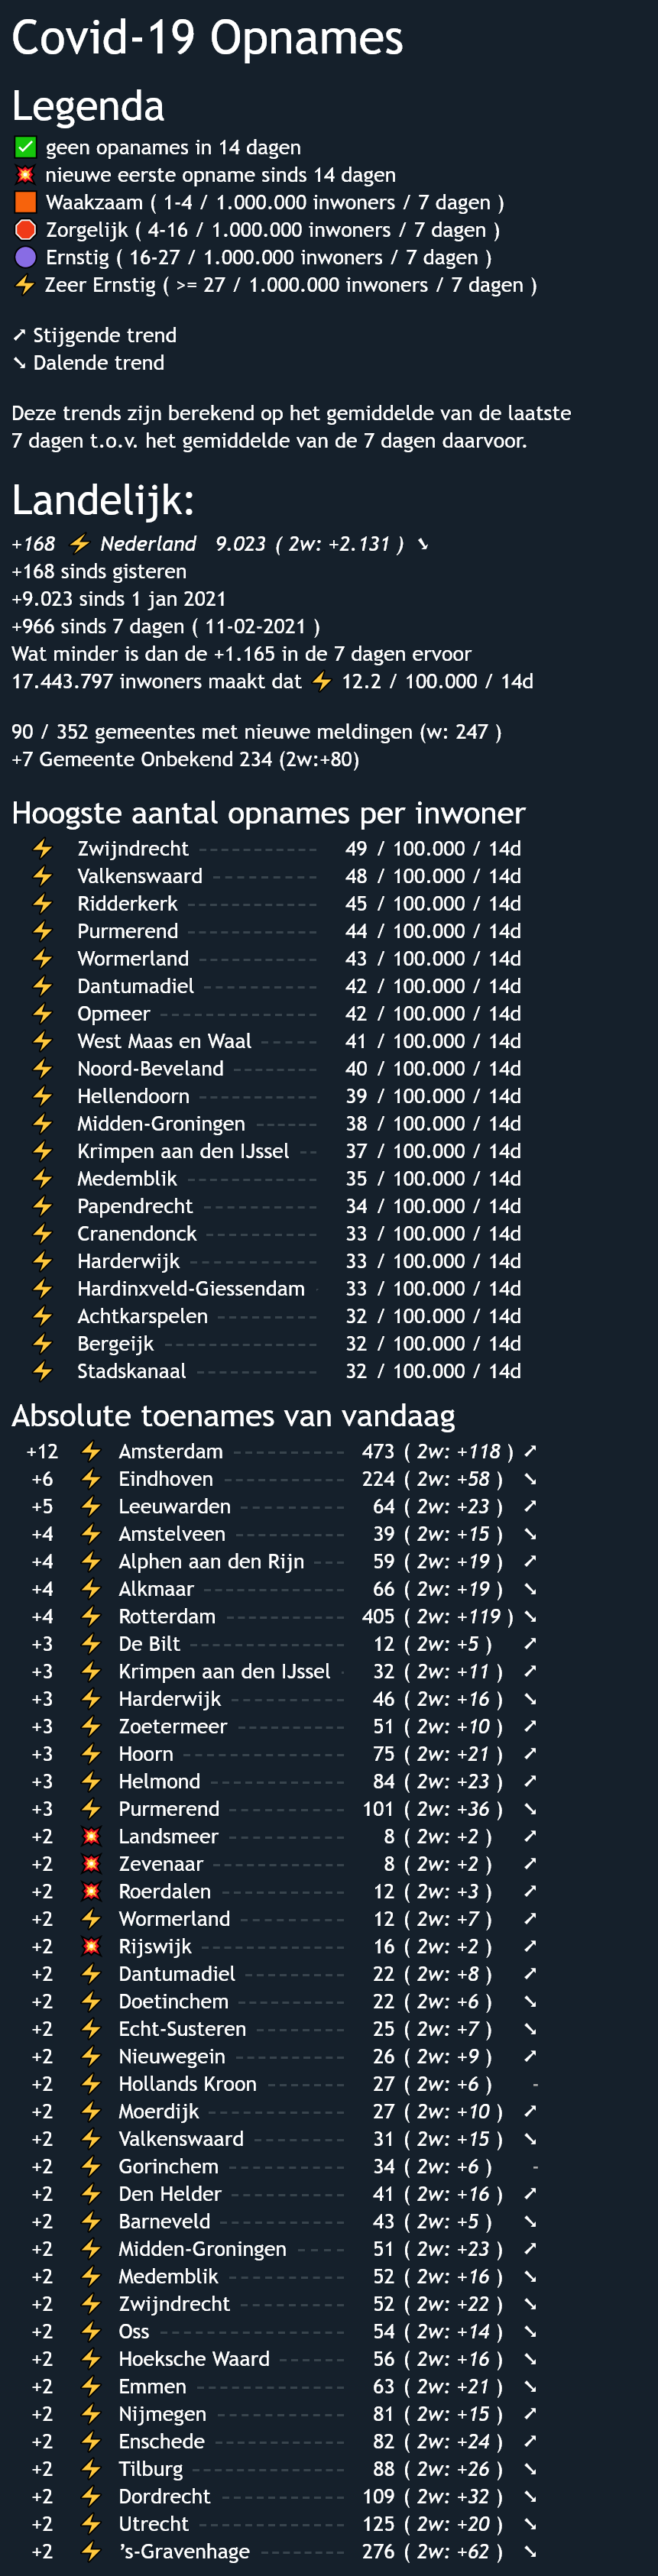 Covid-19 Opnames
Legenda
✅ geen opanames in 14 dagen
💥 nieuwe eerste opname sinds 14 dagen
🟧 Waakzaam ( 1-4 / 1.000.000 inwoners / 7 dagen )
🛑 Zorgelijk ( 4-16 / 1.000.000 inwoners / 7 dagen )
🟣 Ernstig ( 16-27 / 1.000.000 inwoners / 7 dagen )
⚡ Zeer Ernstig ( >= 27 / 1.000.000 inwoners / 7 dagen )
➚ Stijgende trend
➘ Dalende trend
Deze trends zijn berekend op het gemiddelde van de laatste
7 dagen t.o.v. het gemiddelde van de 7 dagen daarvoor.
Landelijk:
+168 ⚡ Nederland 9.023 ( 2w: +2.131 ) ➘
+168 sinds gisteren
+9.023 sinds 1 jan 2021
+966 sinds 7 dagen ( 11-02-2021 )
Wat minder is dan de +1.165 in de 7 dagen ervoor
17.443.797 inwoners maakt dat ⚡ 12.2 / 100.000 / 14d
90 / 352 gemeentes met nieuwe meldingen (w: 247 )
+7 Gemeente Onbekend 234 (2w:+80)
Hoogste aantal opnames per inwoner
⚡ Zwijndrecht ----------- 49 / 100.000 / 14d
⚡ Valkenswaard ---------- 48 / 100.000 / 14d
⚡ Ridderkerk ------------ 45 / 100.000 / 14d
⚡ Purmerend ------------ 44 / 100.000 / 14d
⚡ Wormerland ----------- 43 / 100.000 / 14d
⚡ Dantumadiel ----------- 42 / 100.000 / 14d
⚡ Opmeer --------------- 42 / 100.000 / 14d
⚡ West Maas en Waal ----- 41 / 100.000 / 14d
⚡ Noord-Beveland -------- 40 / 100.000 / 14d
⚡ Hellendoorn ----------- 39 / 100.000 / 14d
⚡ Midden-Groningen ------ 38 / 100.000 / 14d
⚡ Krimpen aan den IJssel -- 37 / 100.000 / 14d
⚡ Medemblik ------------ 35 / 100.000 / 14d
⚡ Papendrecht ----------- 34 / 100.000 / 14d
⚡ Cranendonck ---------- 33 / 100.000 / 14d
⚡ Harderwijk ------------ 33 / 100.000 / 14d
⚡ Hardinxveld-Giessendam - 33 / 100.000 / 14d
⚡ Achtkarspelen --------- 32 / 100.000 / 14d
⚡ Bergeijk -------------- 32 / 100.000 / 14d
⚡ Stadskanaal ----------- 32 / 100.000 / 14d
Absolute toenames van vandaag
+12 ⚡ Amsterdam ----------- 473 ( 2w: +118 ) ➚
+6 ⚡ Eindhoven ------------ 224 ( 2w: +58 ) ➘
+5 ⚡ Leeuwarden ---------- 64 ( 2w: +23 ) ➚
+4 ⚡ Amstelveen ----------- 39 ( 2w: +15 ) ➘
+4 ⚡ Alphen aan den Rijn --- 59 ( 2w: +19 ) ➚
+4 ⚡ Alkmaar ------------- 66 ( 2w: +19 ) ➘
+4 ⚡ Rotterdam ----------- 405 ( 2w: +119 ) ➘
+3 ⚡ De Bilt -------------- 12 ( 2w: +5 ) ➚
+3 ⚡ Krimpen aan den IJssel - 32 ( 2w: +11 ) ➚
+3 ⚡ Harderwijk ----------- 46 ( 2w: +16 ) ➘
+3 ⚡ Zoetermeer ---------- 51 ( 2w: +10 ) ➚
+3 ⚡ Hoorn --------------- 75 ( 2w: +21 ) ➚
+3 ⚡ Helmond ------------- 84 ( 2w: +23 ) ➚
+3 ⚡ Purmerend ----------- 101 ( 2w: +36 ) ➘
+2 💥 Landsmeer ----------- 8 ( 2w: +2 ) ➚
+2 💥 Zevenaar ------------ 8 ( 2w: +2 ) ➚
+2 💥 Roerdalen ------------ 12 ( 2w: +3 ) ➚
+2 ⚡ Wormerland ---------- 12 ( 2w: +7 ) ➚
+2 💥 Rijswijk -------------- 16 ( 2w: +2 ) ➚
+2 ⚡ Dantumadiel ---------- 22 ( 2w: +8 ) ➚
+2 ⚡ Doetinchem ---------- 22 ( 2w: +6 ) ➘
+2 ⚡ Echt-Susteren --------- 25 ( 2w: +7 ) ➘
+2 ⚡ Nieuwegein ----------- 26 ( 2w: +9 ) ➚
+2 ⚡ Hollands Kroon -------- 27 ( 2w: +6 ) -
+2 ⚡ Moerdijk ------------- 27 ( 2w: +10 ) ➚
+2 ⚡ Valkenswaard --------- 31 ( 2w: +15 ) ➘
+2 ⚡ Gorinchem ----------- 34 ( 2w: +6 ) -
+2 ⚡ Den Helder ----------- 41 ( 2w: +16 ) ➚
+2 ⚡ Barneveld ------------ 43 ( 2w: +5 ) ➘
+2 ⚡ Midden-Groningen ----- 51 ( 2w: +23 ) ➚
+2 ⚡ Medemblik ----------- 52 ( 2w: +16 ) ➘
+2 ⚡ Zwijndrecht ---------- 52 ( 2w: +22 ) ➘
+2 ⚡ Oss ----------------- 54 ( 2w: +14 ) ➘
+2 ⚡ Hoeksche Waard ------ 56 ( 2w: +16 ) ➘
+2 ⚡ Emmen -------------- 63 ( 2w: +21 ) ➘
+2 ⚡ Nijmegen ------------ 81 ( 2w: +15 ) ➚
+2 ⚡ Enschede ------------ 82 ( 2w: +24 ) ➚
+2 ⚡ Tilburg -------------- 88 ( 2w: +26 ) ➘
+2 ⚡ Dordrecht ------------ 109 ( 2w: +32 ) ➘
+2 ⚡ Utrecht -------------- 125 ( 2w: +20 ) ➘
+2 ⚡ 's-Gravenhage --------- 276 ( 2w: +62 ) ➘